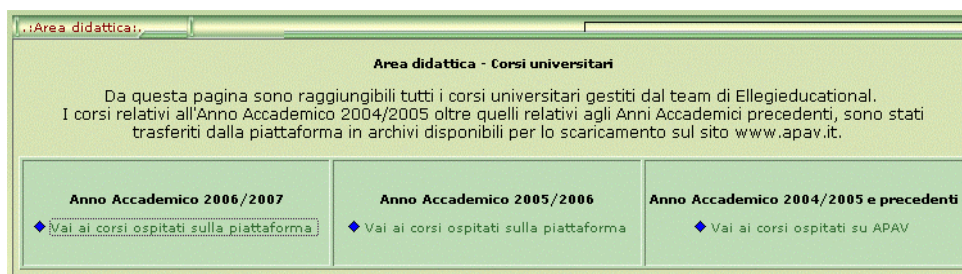 .:Area didattica:.
Area didattica - Corsi universitari
Da questa pagina sono raggiungibili tutti i corsi universitari gestiti dal team di Ellegieducational.
I corsi relativi all'Anno Accademico 2004/2005 oltre quelli relativi agli Anni Accademici precedenti, sono stati
trasferiti dalla piattaforma in archivi disponibili per lo scaricamento sul sito www.apav.it.
Anno Accademico 2006/2007
Vai ai corsi ospitati sulla piattaforma
Anno Accademico 2005/2006
Vai ai corsi ospitati sulla piattaforma
Anno Accademico 2004/2005 e precedenti
Vai ai corsi ospitati su APAV